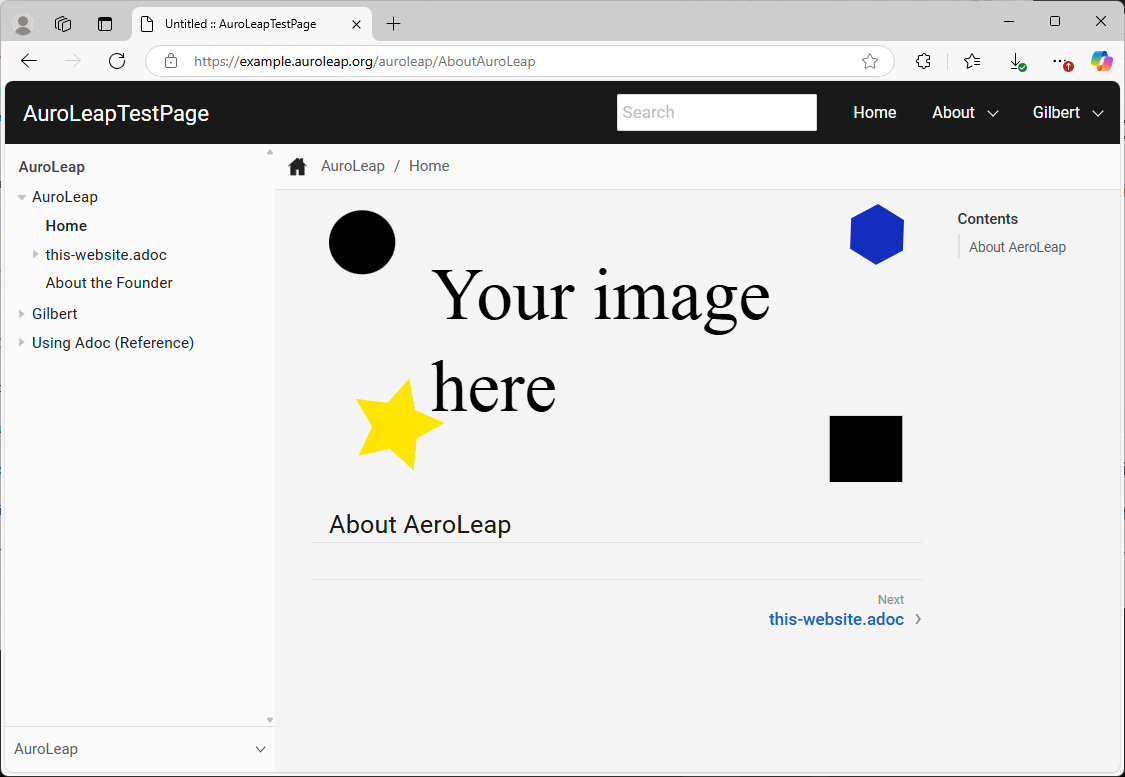 Untitled :: AuroLeapTestPage
https://example.auroleap.org/auroleap/AboutAuroLeap
AuroLeapTestPage
Search
Home
About
Gilbert
AuroLeap
AuroLeap
Home
this-website.adoc
About the Founder
Gilbert
Using Adoc (Reference)
AuroLeap
AuroLeap / Home
Your image
here
About AeroLeap
Next
this-website.adoc
Contents
About AeroLeap